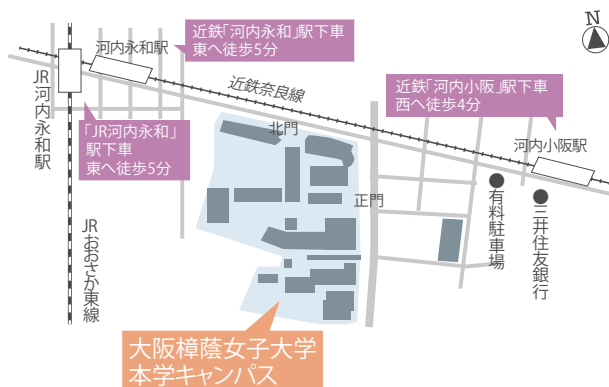 N
近鉄「河内永和」駅下車
東へ徒歩5分
河内永和駅
近鉄奈良線
近鉄「河内小阪」駅下車
西へ徒歩4分
河内小阪駅
JR河内永和駅
「JR河内永和」
駅下車
東へ徒歩5分
北門
正門
有料駐車場
三井住友銀行
JRおおさか東線
大阪樟蔭女子大学
本学キャンパス